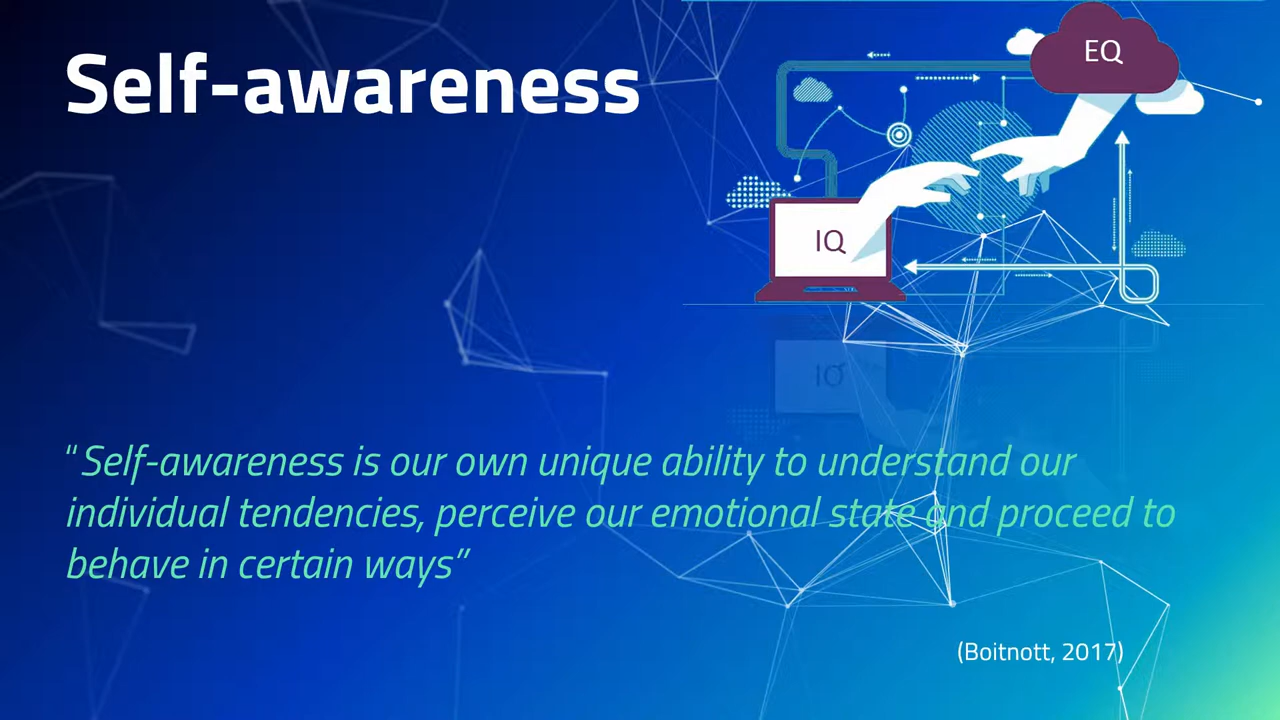 Self-awareness
EQ
IQ
IQ
“Self-awareness is our own unique ability to understand our
individual tendencies, perceive our emotional state and proceed to
behave in certain ways”
(Boitnott, 2017)